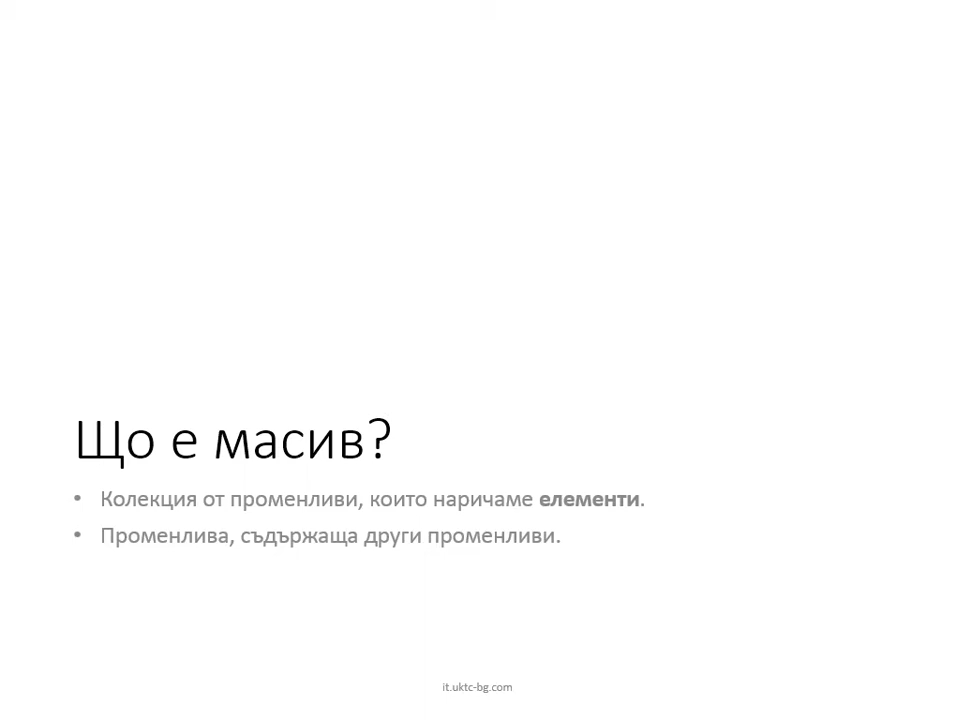 Що е масив?
• Колекция от променливи, които наричаме елементи.
• Променлива, съдържаща други променливи.
it.uktc-bg.com